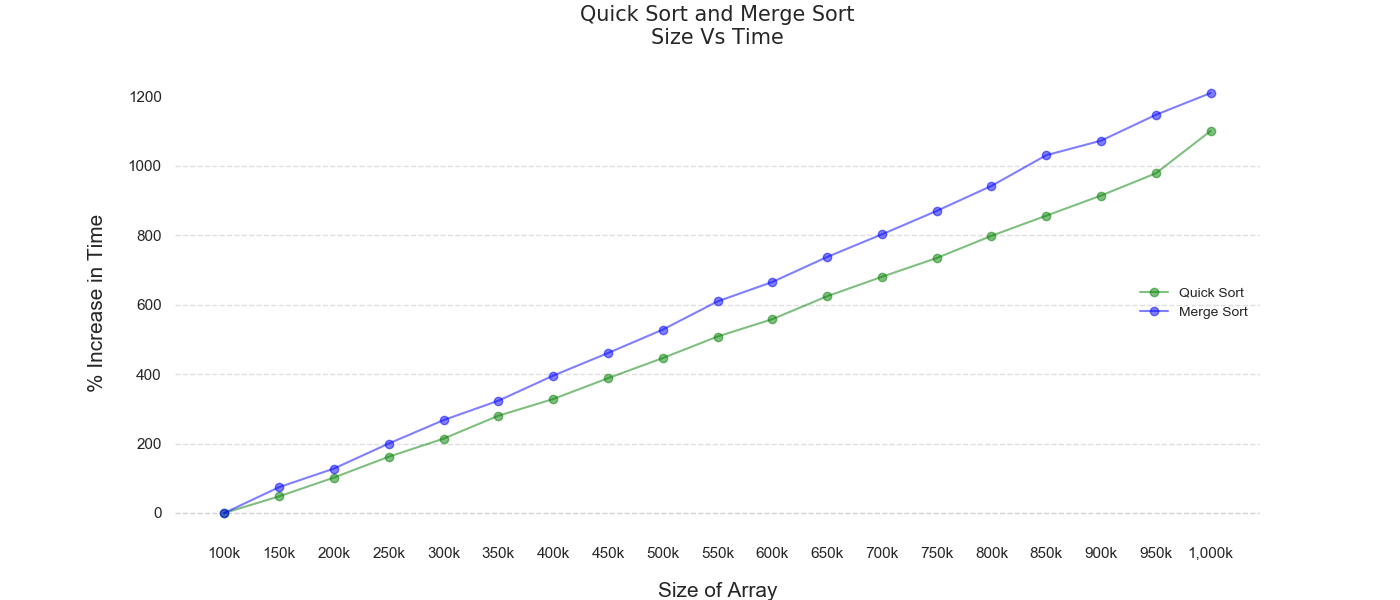 Quick Sort and Merge Sort
Size Vs Time
% Increase in Time
1200
1000
800
600
400
200
0
Quick Sort
Merge Sort
100k 150k 200k 250k 300k 350k 400k 450k 500k 550k 600k 650k 700k 750k 800k 850k 900k 950k 1,000k
Size of Array